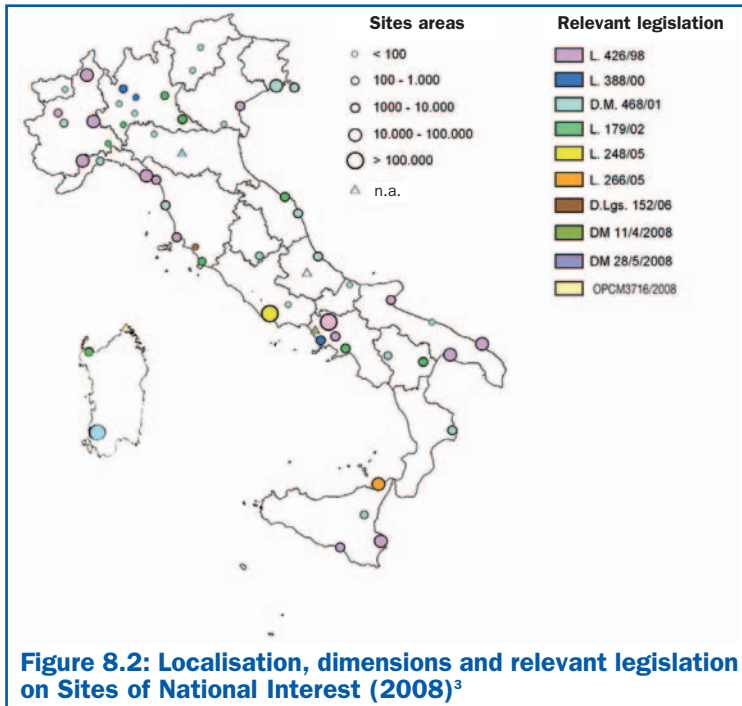 Sites areas
< 100
100 - 1.000
1000 - 10.000
10.000 - 100.000
> 100.000
n.a.
Relevant legislation
L. 426/98
L. 388/00
D.M. 468/01
L. 179/02
L. 248/05
L. 266/05
D.Lgs. 152/06
DM 11/4/2008
DM 28/5/2008
OPCM3716/2008
Figure 8.2: Localisation, dimensions and relevant legislation
on Sites of National Interest (2008)³